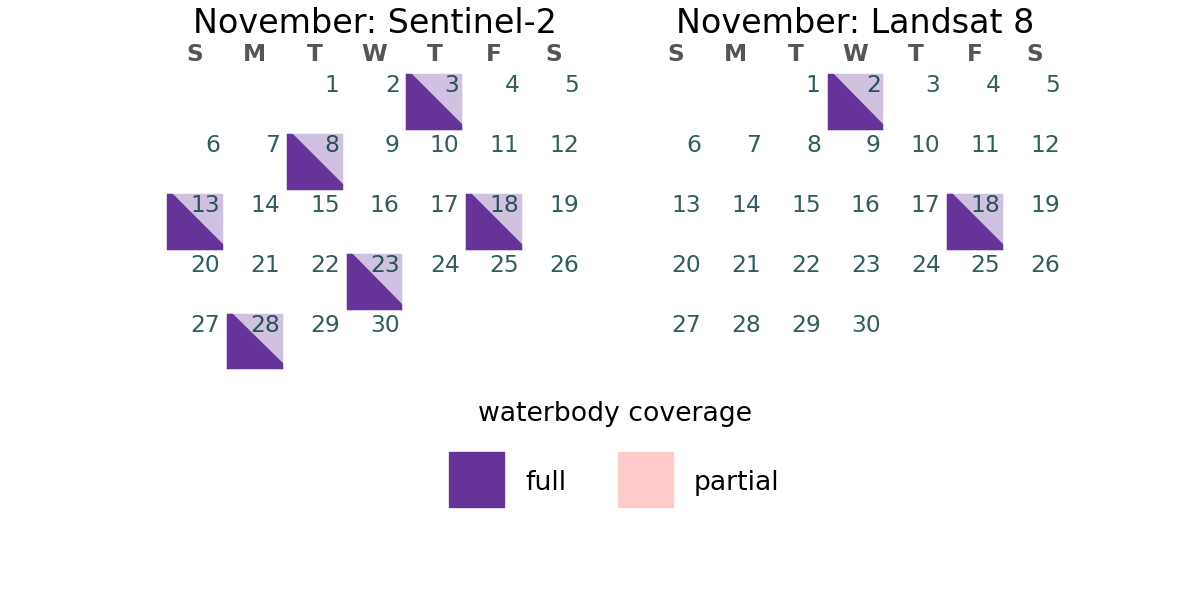 November: Sentinel-2
S M T W T F S
1 2 3 4 5
6 7 8 9 10 11 12
13 14 15 16 17 18 19
20 21 22 23 24 25 26
27 28 29 30
November: Landsat 8
S M T W T F S
1 2 3 4 5
6 7 8 9 10 11 12
13 14 15 16 17 18 19
20 21 22 23 24 25 26
27 28 29 30
waterbody coverage
full
partial